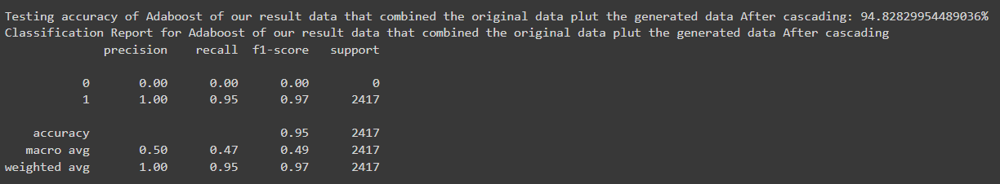 Testing accuracy of Adaboost of our result data that combined the original data plut the generated data After cascading: 94.82829954489036%
Classification Report for Adaboost of our result data that combined the original data plut the generated data After cascading
precision recall f1-score support
0 0.00 0.00 0.00 0
1 1.00 0.95 0.97 2417
accuracy 0.95 2417
macro avg 0.50 0.47 0.49 2417
weighted avg 1.00 0.95 0.97 2417